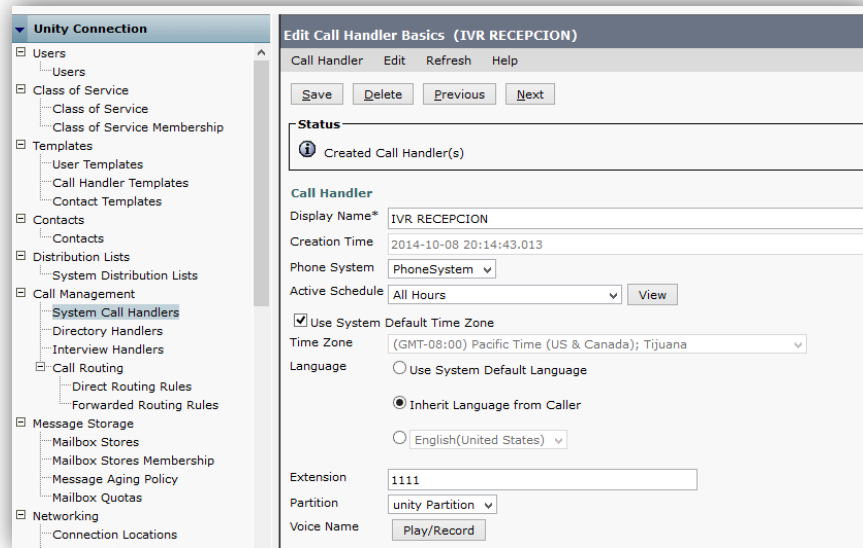 Unity Connection
Users
Users
Class of Service
Class of Service
Class of Service Membership
Templates
User Templates
Call Handler Templates
Contact Templates
Contacts
Contacts
Distribution Lists
System Distribution Lists
Call Management
System Call Handlers
Directory Handlers
Interview Handlers
Call Routing
Direct Routing Rules
Forwarded Routing Rules
Message Storage
Mailbox Stores
Mailbox Stores Membership
Message Aging Policy
Mailbox Quotas
Networking
Connection Locations
Edit Call Handler Basics (IVR RECEPCION)
Call Handler Edit Refresh Help
Save Delete Previous Next
Status
Created Call Handler(s)
Call Handler
Display Name* IVR RECEPCION
Creation Time 2014-10-08 20:14:43.013
Phone System PhoneSystem
Active Schedule All Hours View
Use System Default Time Zone
Time Zone (GMT-08:00) Pacific Time (US & Canada); Tijuana
Language Use System Default Language
Inherit Language from Caller
English(United States)
Extension 1111
Partition unity Partition
Voice Name Play/Record